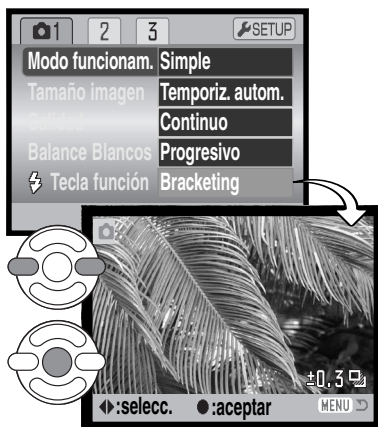 1 2 3 SETUP
Modo funcionam. Simple
Tamaño imagen Temporiz. autom.
Calidad Continuo
Balance Blancos Progresivo
Tecla función Bracketing
±0.3
:selecc. :aceptar MENU